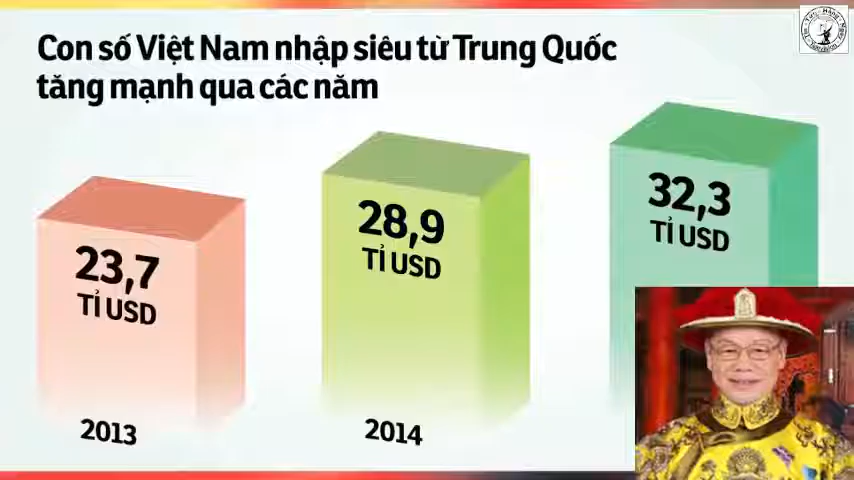 Con số Việt Nam nhập siêu từ Trung Quốc
tăng mạnh qua các năm
23,7
TỈ USD
28,9
TỈ USD
32,3
TỈ USD
2013
2014